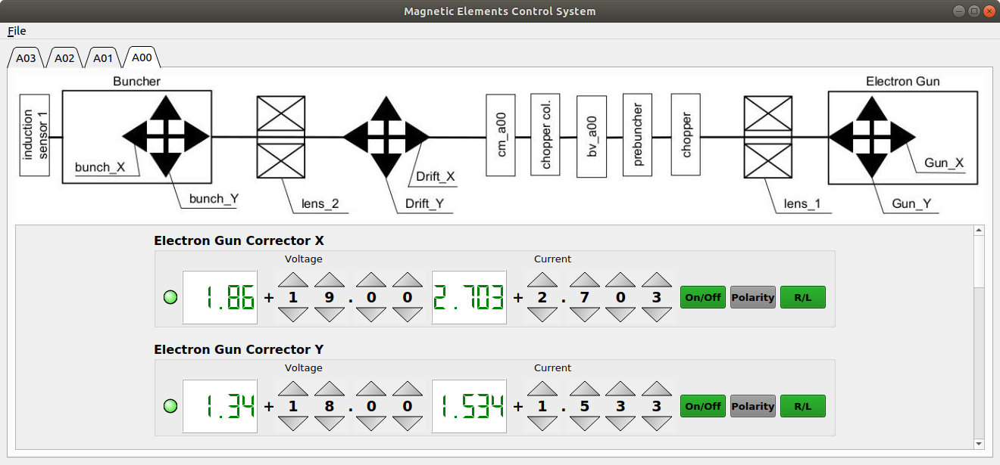 Magnetic Elements Control System
File
A03 A02 A01 A00
Buncher
Electron Gun
induction
sensor 1
bunch_X
bunch_Y
lens_2
Drift_X
Drift_Y
cm_a00
chopper col.
bv_a00
prebuncher
chopper
lens_1
Gun_X
Gun_Y
Electron Gun Corrector X
Voltage Current
1.86 + 1 9 . 0 0 2.703 + 2 . 7 0 3 On/Off Polarity R/L
Electron Gun Corrector Y
Voltage Current
1.34 + 1 8 . 0 0 1.534 + 1 . 5 3 3 On/Off Polarity R/L